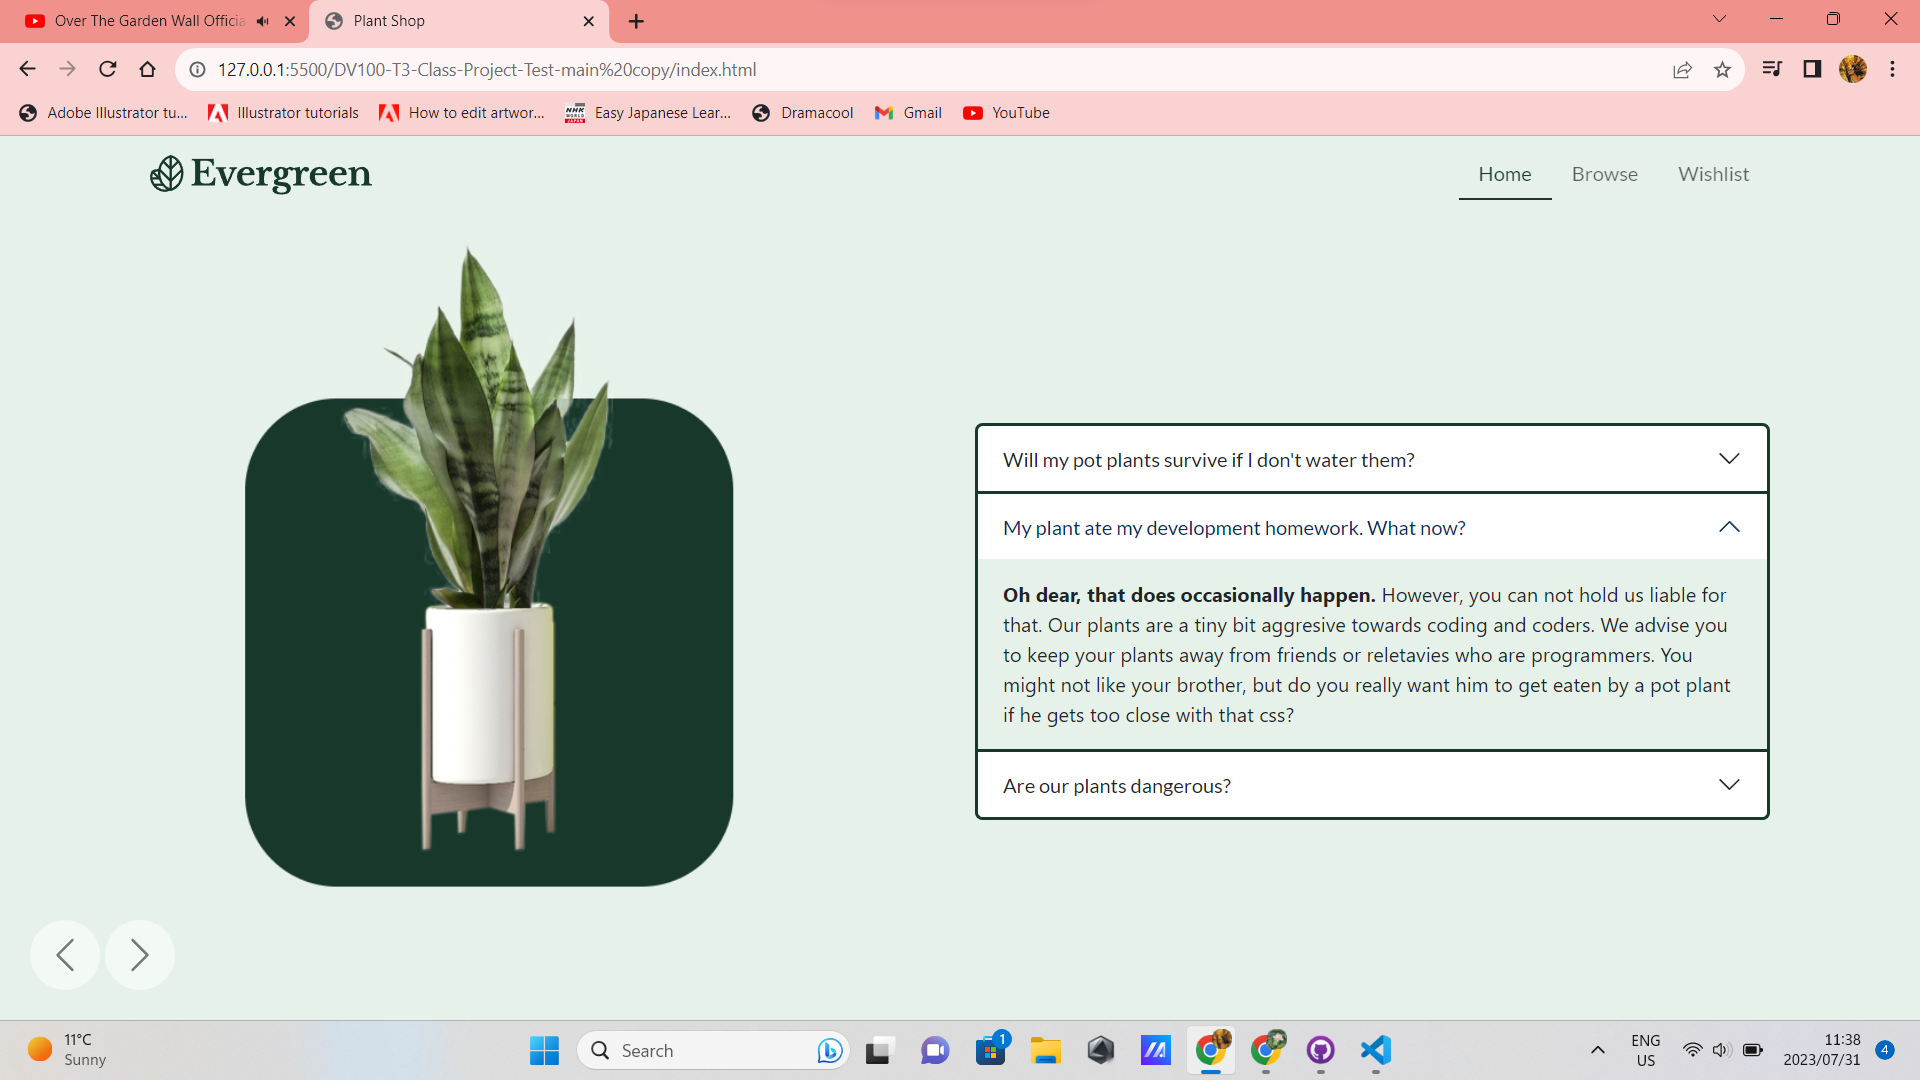 Over The Garden Wall Officia
Plant Shop
127.0.0.1:5500/DV100-T3-Class-Project-Test-main%20copy/index.html
Adobe Illustrator tu...
Illustrator tutorials
How to edit artwor...
NHK WORLD JAPAN
Easy Japanese Lear...
Dramacool
Gmail
YouTube
Evergreen
Home
Browse
Wishlist
Will my pot plants survive if I don't water them?
My plant ate my development homework. What now?
Oh dear, that does occasionally happen. However, you can not hold us liable for
that. Our plants are a tiny bit aggresive towards coding and coders. We advise you
to keep your plants away from friends or reletavies who are programmers. You
might not like your brother, but do you really want him to get eaten by a pot plant
if he gets too close with that css?
Are our plants dangerous?
11°C
Sunny
Search
1
ENG
US
11:38
2023/07/31
4